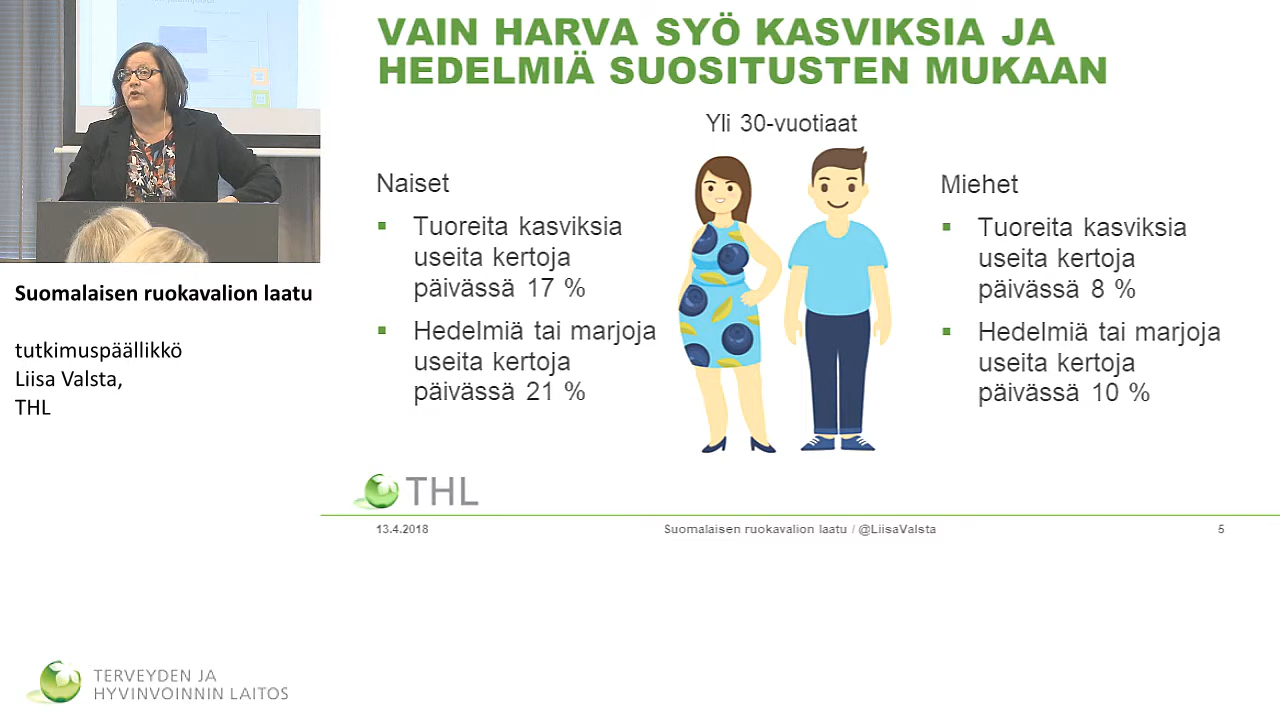 VAIN HARVA SYÖ KASVIKSIA JA
HEDELMIÄ SUOSITUSTEN MUKAAN
Yli 30-vuotiaat
Naiset
Tuoreita kasviksia
useita kertoja
päivässä 17 %
Hedelmiä tai marjoja
useita kertoja
päivässä 21 %
Miehet
Tuoreita kasviksia
useita kertoja
päivässä 8 %
Hedelmiä tai marjoja
useita kertoja
päivässä 10 %
Suomalaisen ruokavalion laatu
tutkimuspäällikkö
Liisa Valsta,
THL
THL
13.4.2018
Suomalaisen ruokavalion laatu / @LiisaValsta
5
TERVEYDEN JA
HYVINVOINNIN LAITOS